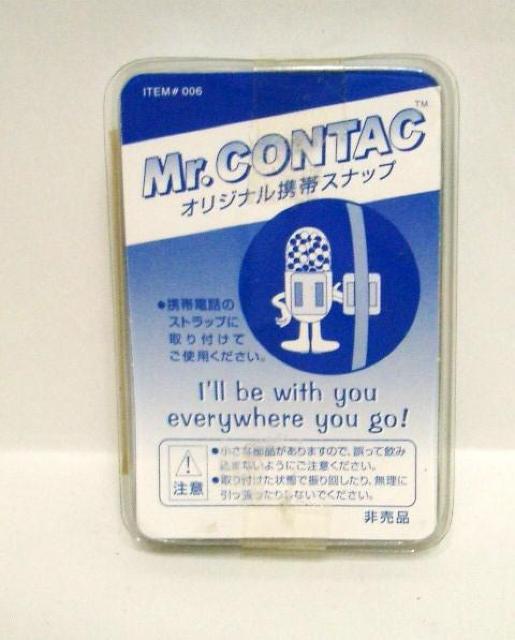 ITEM# 006
Mr.CONTAC™
オリジナル携帯スナップ
●携帯電話の
ストラップに
取り付けて
ご使用ください。
I'll be with you
everywhere you go!
注意
●小さな部品がありますので、誤って飲み
込まないようにご注意ください。
●取り付けた状態で振り回したり、無理に
引っ張ったりしないでください。
非売品